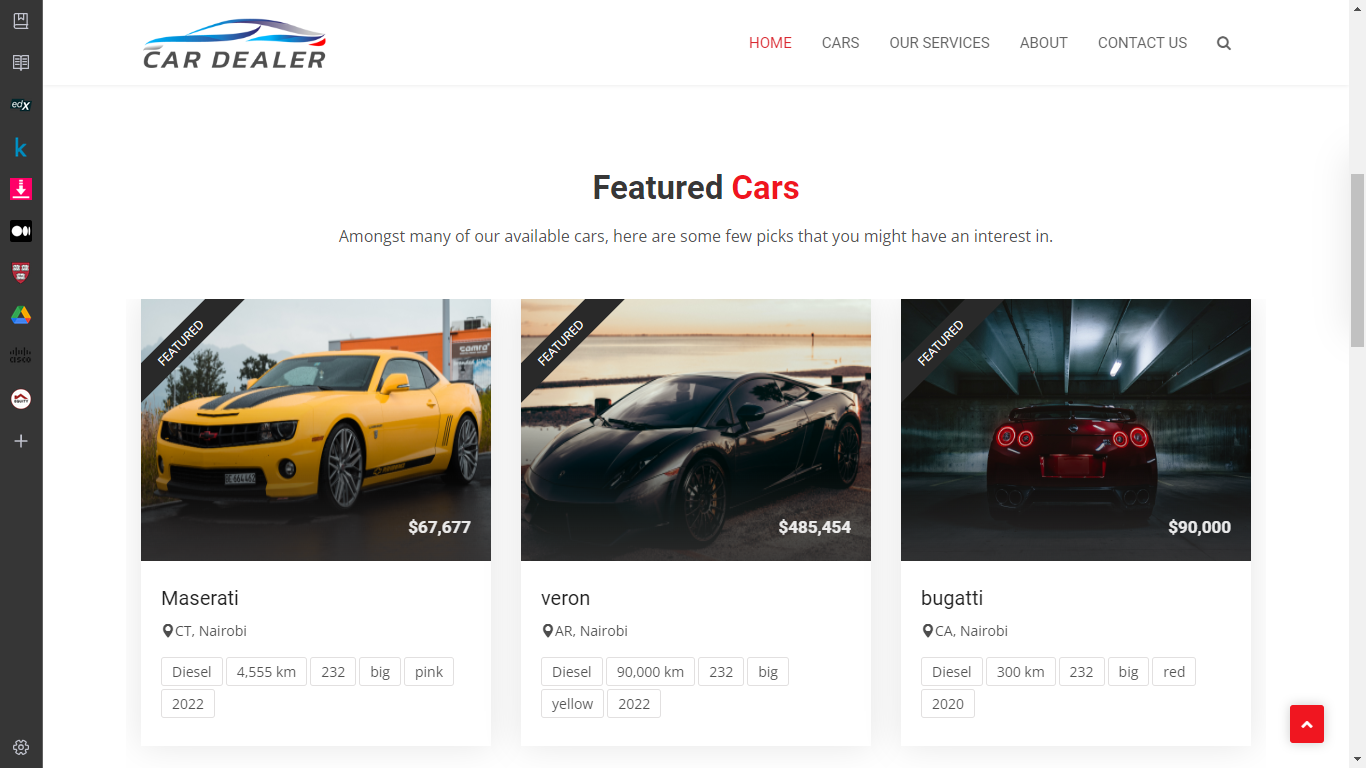 CAR DEALER
HOME CARS OUR SERVICES ABOUT CONTACT US
edX
k
Featured Cars
Amongst many of our available cars, here are some few picks that you might have an interest in.
FEATURED
FEATURED
FEATURED
CISCO
EQUITY
$67,677
$485,454
$90,000
Maserati
veron
bugatti
CT, Nairobi
AR, Nairobi
CA, Nairobi
Diesel 4,555 km 232 big pink
Diesel 90,000 km 232 big
Diesel 300 km 232 big red
2022
yellow 2022
2020